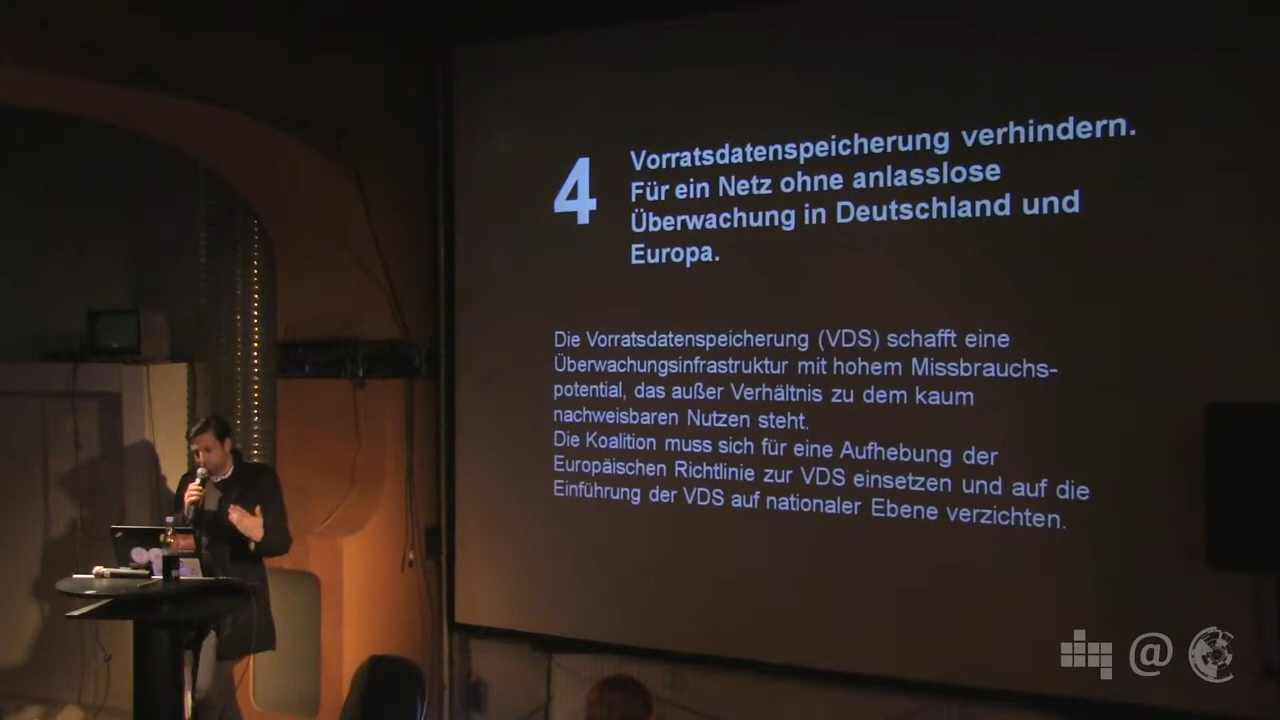 4
Vorratsdatenspeicherung verhindern.
Für ein Netz ohne anlasslose
Überwachung in Deutschland und
Europa.
Die Vorratsdatenspeicherung (VDS) schafft eine
Überwachungsinfrastruktur mit hohem Missbrauchs-
potential, das außer Verhältnis zu dem kaum
nachweisbaren Nutzen steht.
Die Koalition muss sich für eine Aufhebung der
Europäischen Richtlinie zur VDS einsetzen und auf die
Einführung der VDS auf nationaler Ebene verzichten.
@